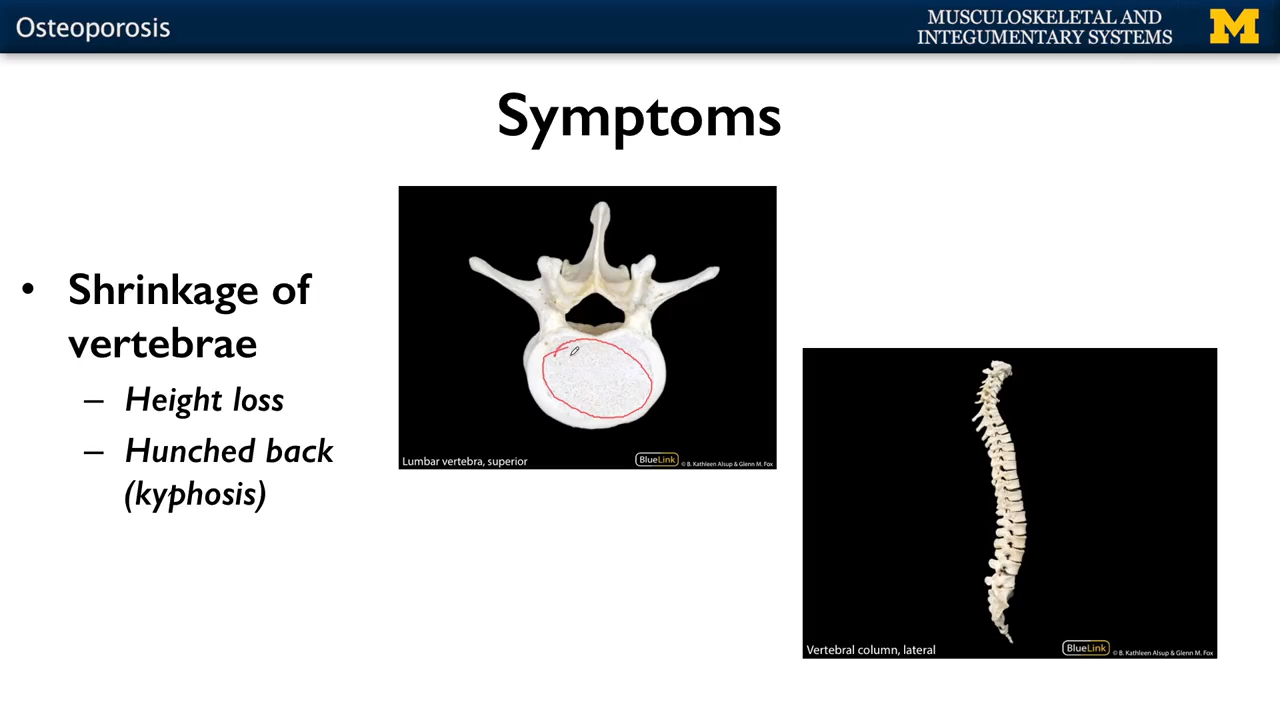 Osteoporosis
MUSCULOSKELETAL AND
INTEGUMENTARY SYSTEMS
M
Symptoms
• Shrinkage of
vertebrae
– Height loss
– Hunched back
(kyphosis)
Lumbar vertebra, superior
BlueLink © B. Kathleen Alsup & Glenn M. Fox
Vertebral column, lateral
BlueLink © B. Kathleen Alsup & Glenn M. Fox